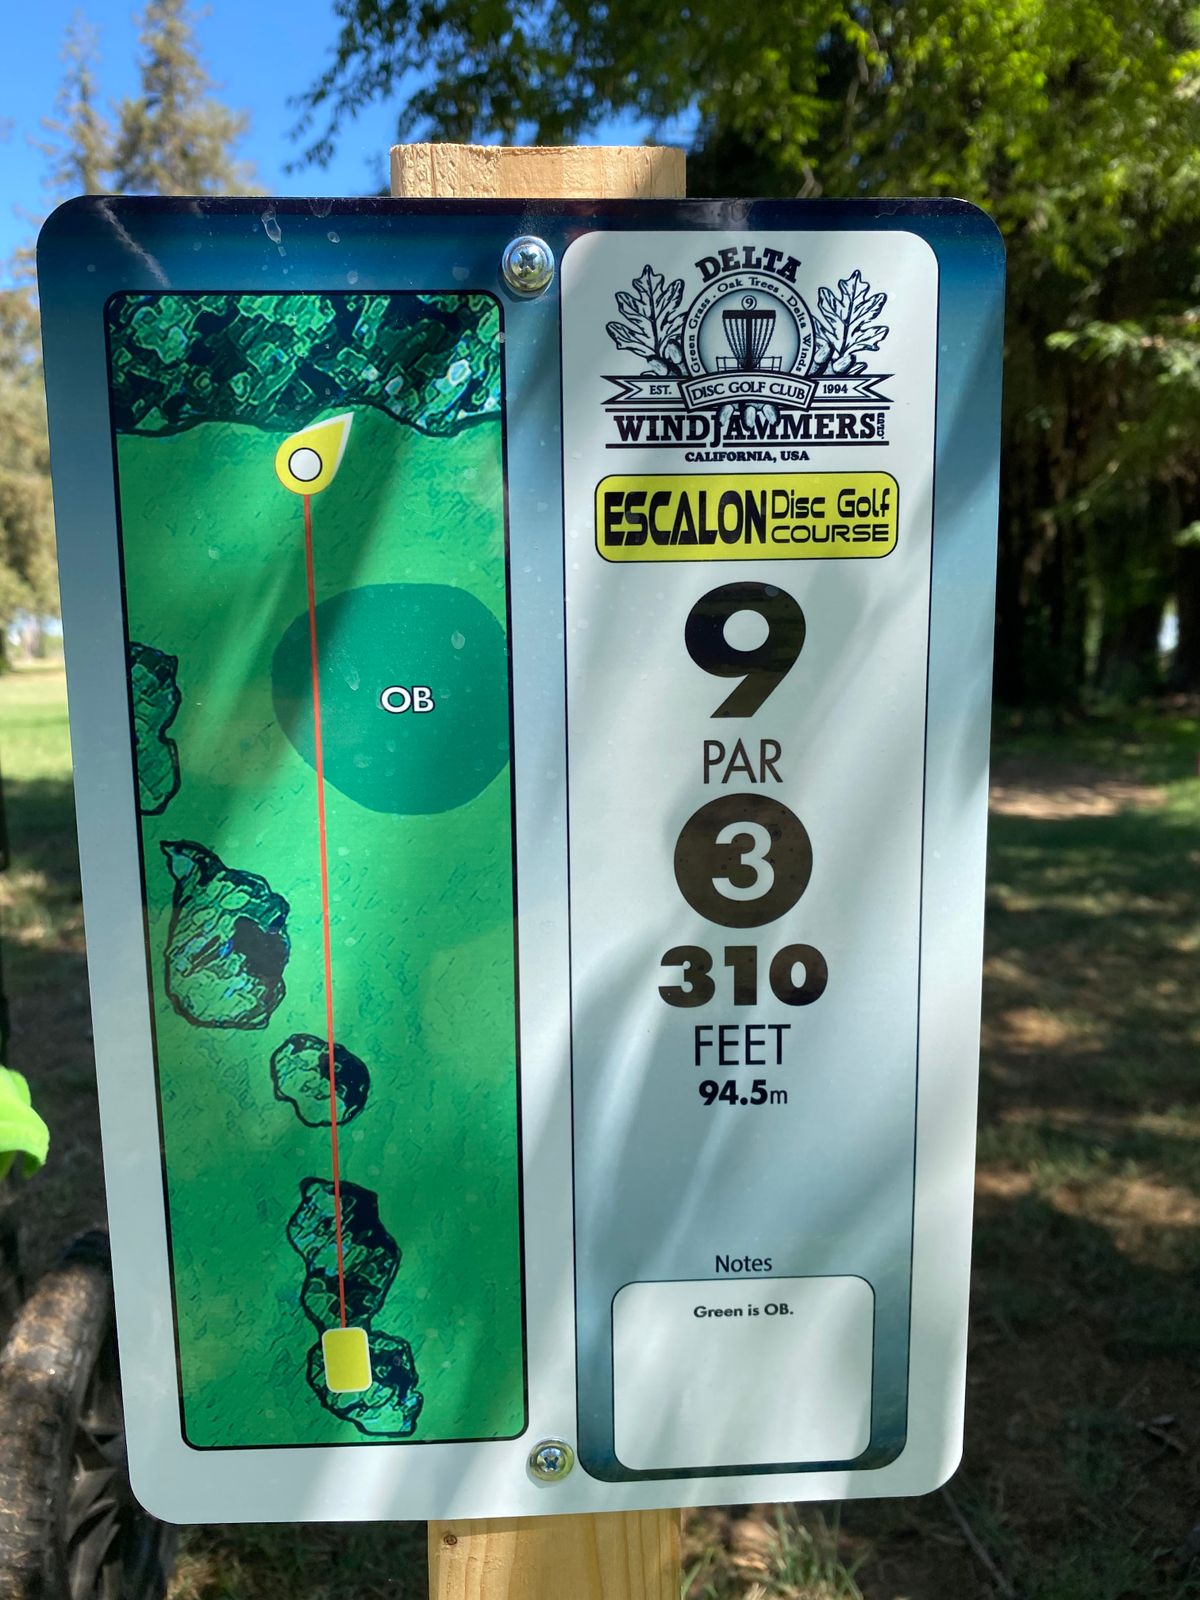 DELTA
Green Grass · Oak Trees · Delta Winds
9
EST. DISC GOLF CLUB 1994
WINDJAMMERS
CALIFORNIA, USA
ESCALON Disc Golf
COURSE
9
PAR
3
310
FEET
94.5m
Notes
Green is OB.
OB